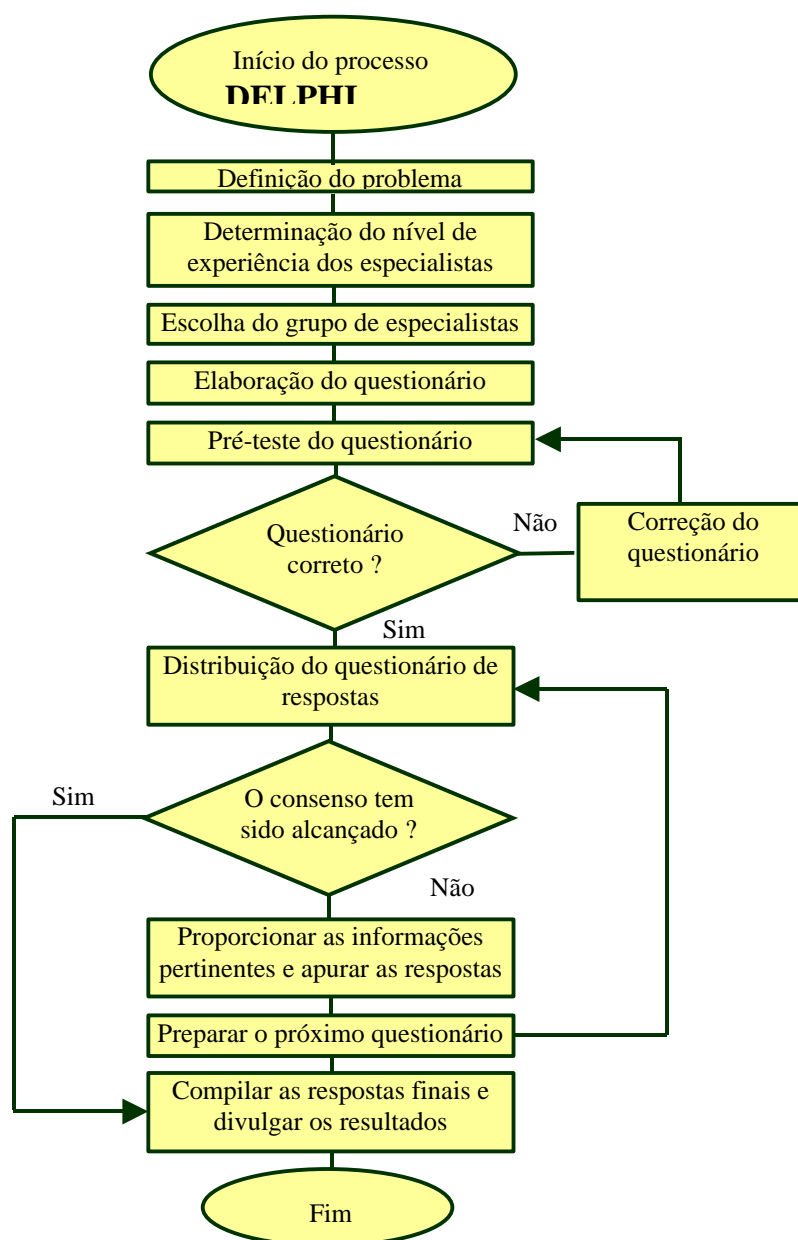 Início do processo
DELPHI
Definição do problema
Determinação do nível de
experiência dos especialistas
Escolha do grupo de especialistas
Elaboração do questionário
Pré-teste do questionário
Questionário
correto ?
Não
Correção do
questionário
Sim
Distribuição do questionário de
respostas
O consenso tem
sido alcançado ?
Sim
Não
Proporcionar as informações
pertinentes e apurar as respostas
Preparar o próximo questionário
Compilar as respostas finais e
divulgar os resultados
Fim